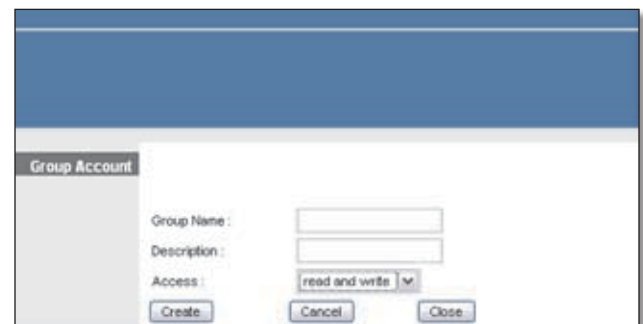 Group Account
Group Name :
Description :
Access : read and write
Create Cancel Close